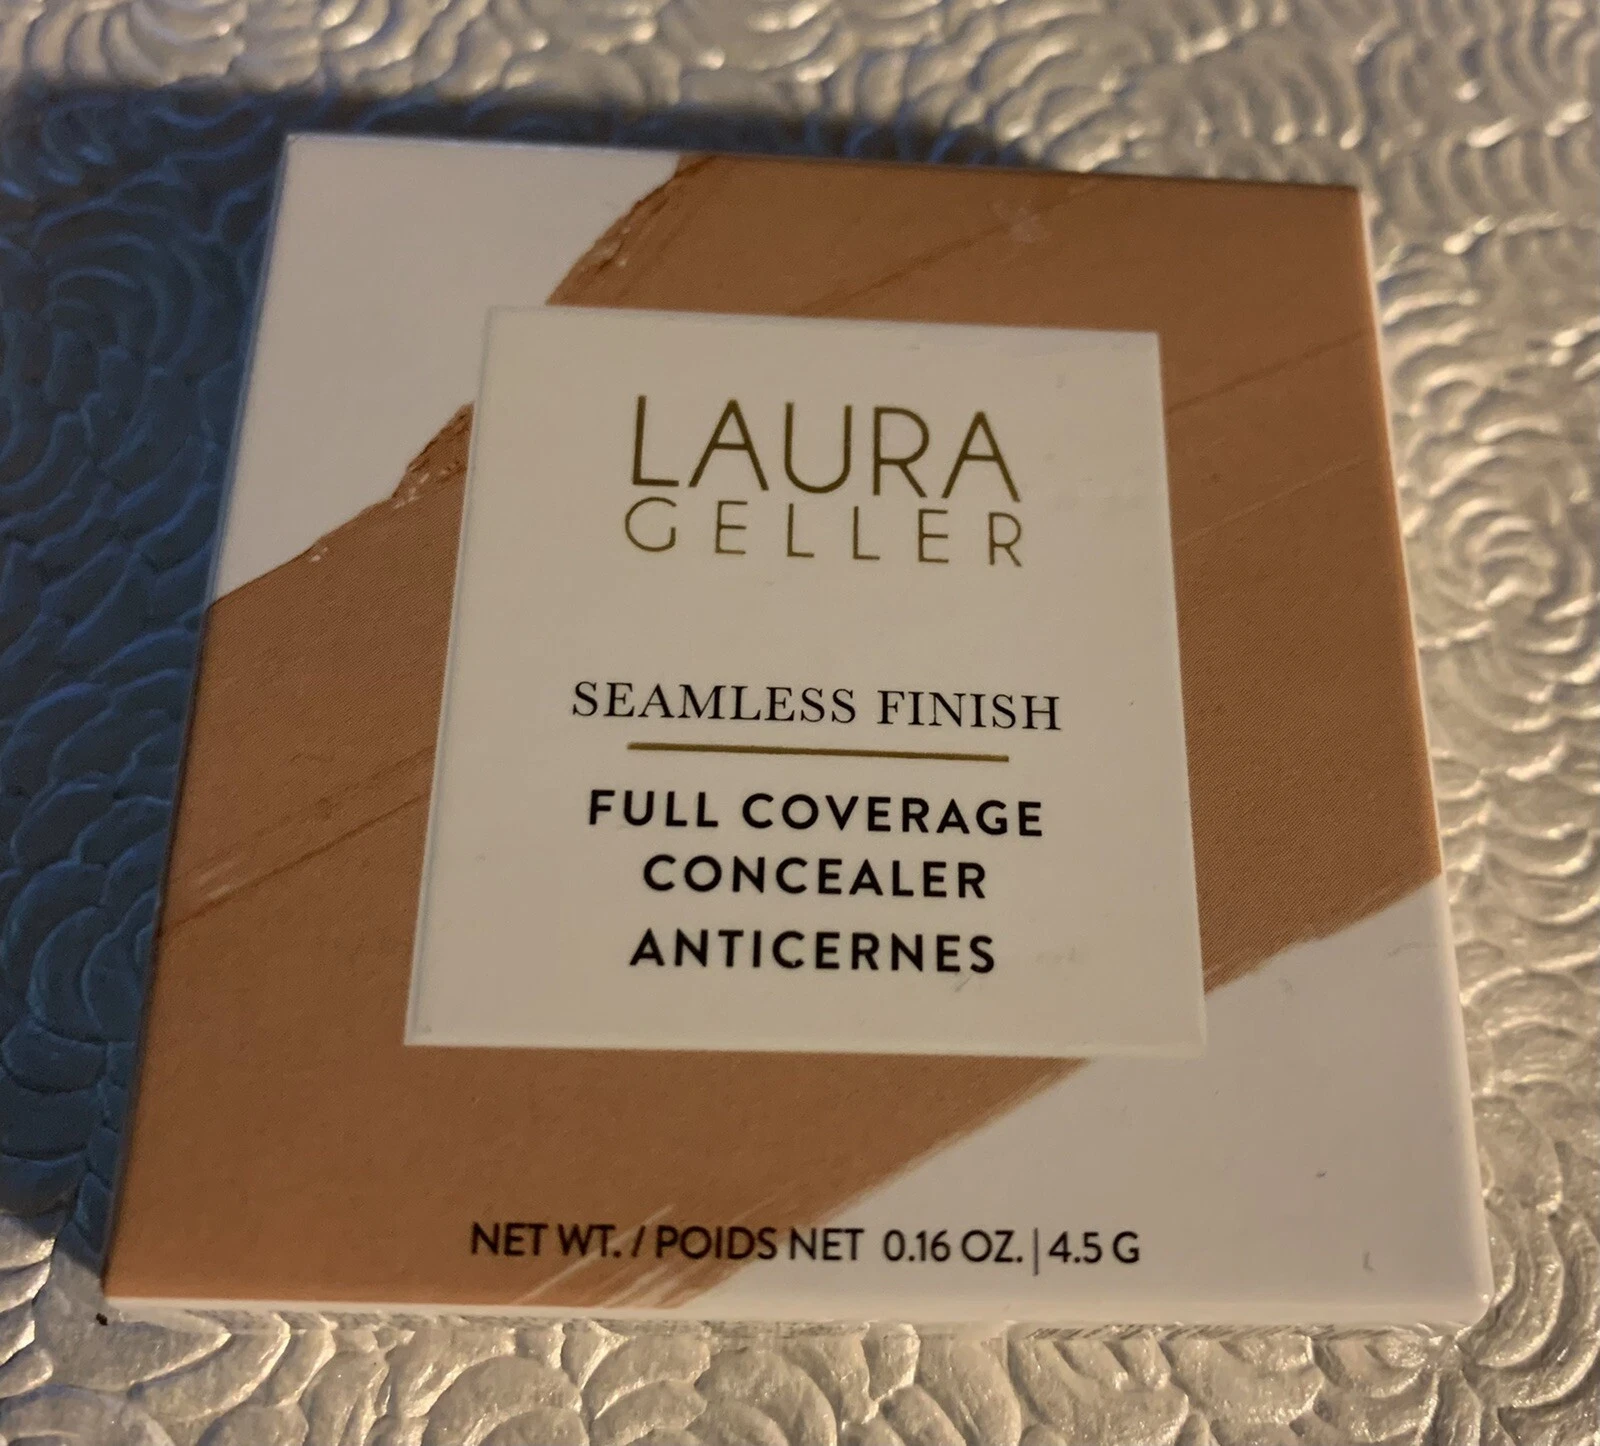 LAURA
GELLER
SEAMLESS FINISH
FULL COVERAGE
CONCEALER
ANTICERNES
NET WT. / POIDS NET 0.16 OZ. | 4.5 G